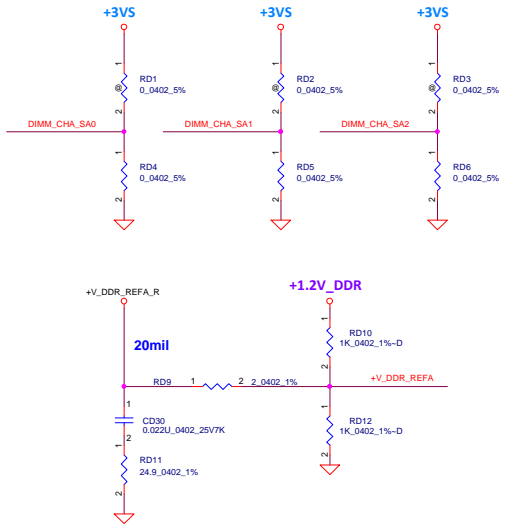 +3VS
+3VS
+3VS
1
1
1
RD1
0_0402_5%
RD2
0_0402_5%
RD3
0_0402_5%
@
@
@
2
2
2
DIMM_CHA_SA0
DIMM_CHA_SA1
DIMM_CHA_SA2
1
1
1
RD4
0_0402_5%
RD5
0_0402_5%
RD6
0_0402_5%
2
2
2
+V_DDR_REFA_R
+1.2V_DDR
1
20mil
RD10
1K_0402_1%~D
2
RD9
1
2
2_0402_1%
+V_DDR_REFA
1
CD30
0.022U_0402_25V7K
2
1
RD12
1K_0402_1%~D
2
1
RD11
24.9_0402_1%
2